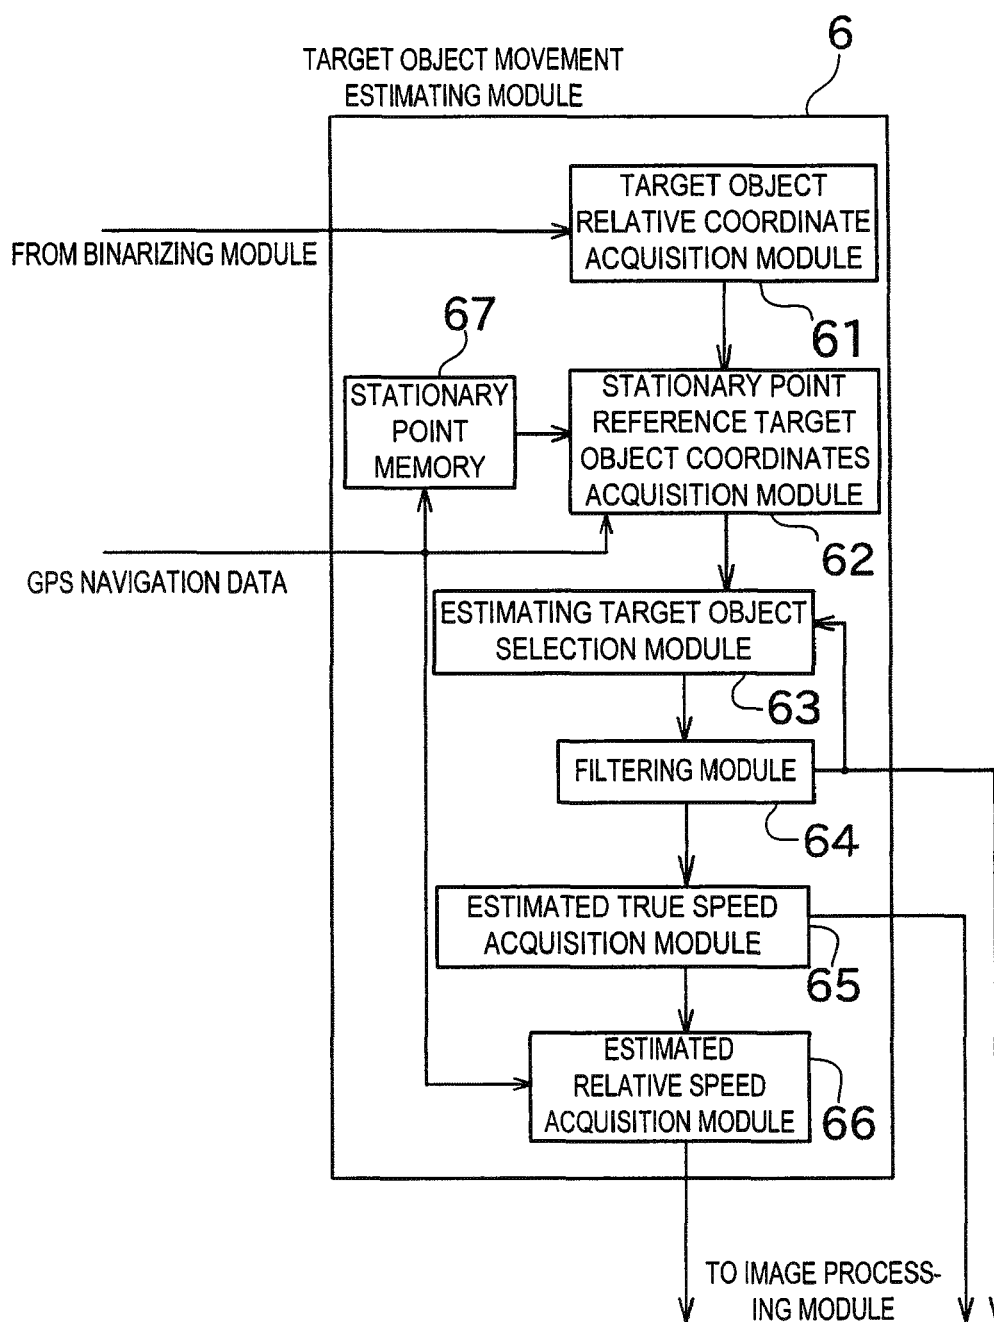 6
TARGET OBJECT MOVEMENT
ESTIMATING MODULE
TARGET OBJECT
RELATIVE COORDINATE
ACQUISITION MODULE
FROM BINARIZING MODULE
61
67
STATIONARY
POINT
MEMORY
STATIONARY POINT
REFERENCE TARGET
OBJECT COORDINATES
ACQUISITION MODULE
62
GPS NAVIGATION DATA
ESTIMATING TARGET OBJECT
SELECTION MODULE
63
FILTERING MODULE
64
ESTIMATED TRUE SPEED
ACQUISITION MODULE
65
ESTIMATED
RELATIVE SPEED
ACQUISITION MODULE
66
TO IMAGE PROCESS-
ING MODULE